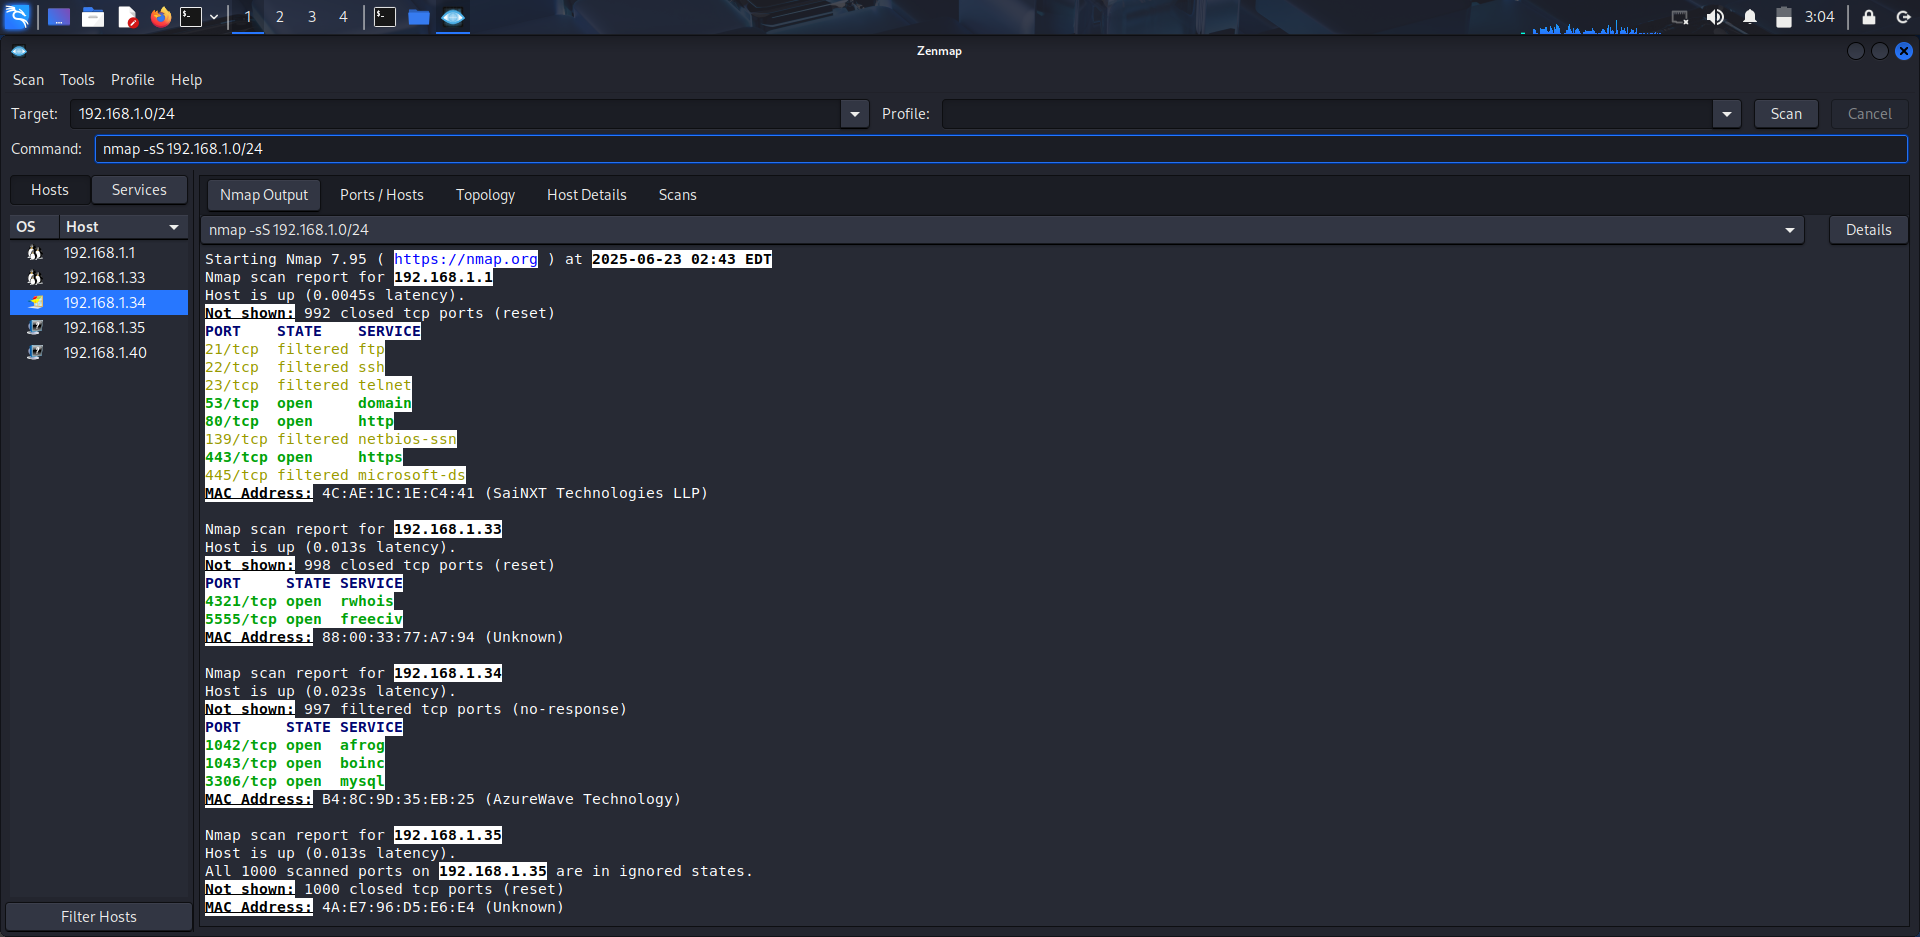 1 2 3 4 3:04
Zenmap
Scan Tools Profile Help
Target: 192.168.1.0/24 Profile: Scan Cancel
Command: nmap -sS 192.168.1.0/24
Hosts Services
Nmap Output Ports / Hosts Topology Host Details Scans
OS Host
192.168.1.1
192.168.1.33
192.168.1.34
192.168.1.35
192.168.1.40
Filter Hosts
nmap -sS 192.168.1.0/24 Details
Starting Nmap 7.95 ( https://nmap.org ) at 2025-06-23 02:43 EDT
Nmap scan report for 192.168.1.1
Host is up (0.0045s latency).
Not shown: 992 closed tcp ports (reset)
PORT    STATE    SERVICE
21/tcp  filtered ftp
22/tcp  filtered ssh
23/tcp  filtered telnet
53/tcp  open     domain
80/tcp  open     http
139/tcp filtered netbios-ssn
443/tcp open     https
445/tcp filtered microsoft-ds
MAC Address: 4C:AE:1C:1E:C4:41 (SaiNXT Technologies LLP)
Nmap scan report for 192.168.1.33
Host is up (0.013s latency).
Not shown: 998 closed tcp ports (reset)
PORT     STATE SERVICE
4321/tcp open  rwhois
5555/tcp open  freeciv
MAC Address: 88:00:33:77:A7:94 (Unknown)
Nmap scan report for 192.168.1.34
Host is up (0.023s latency).
Not shown: 997 filtered tcp ports (no-response)
PORT     STATE SERVICE
1042/tcp open  afrog
1043/tcp open  boinc
3306/tcp open  mysql
MAC Address: B4:8C:9D:35:EB:25 (AzureWave Technology)
Nmap scan report for 192.168.1.35
Host is up (0.013s latency).
All 1000 scanned ports on 192.168.1.35 are in ignored states.
Not shown: 1000 closed tcp ports (reset)
MAC Address: 4A:E7:96:D5:E6:E4 (Unknown)